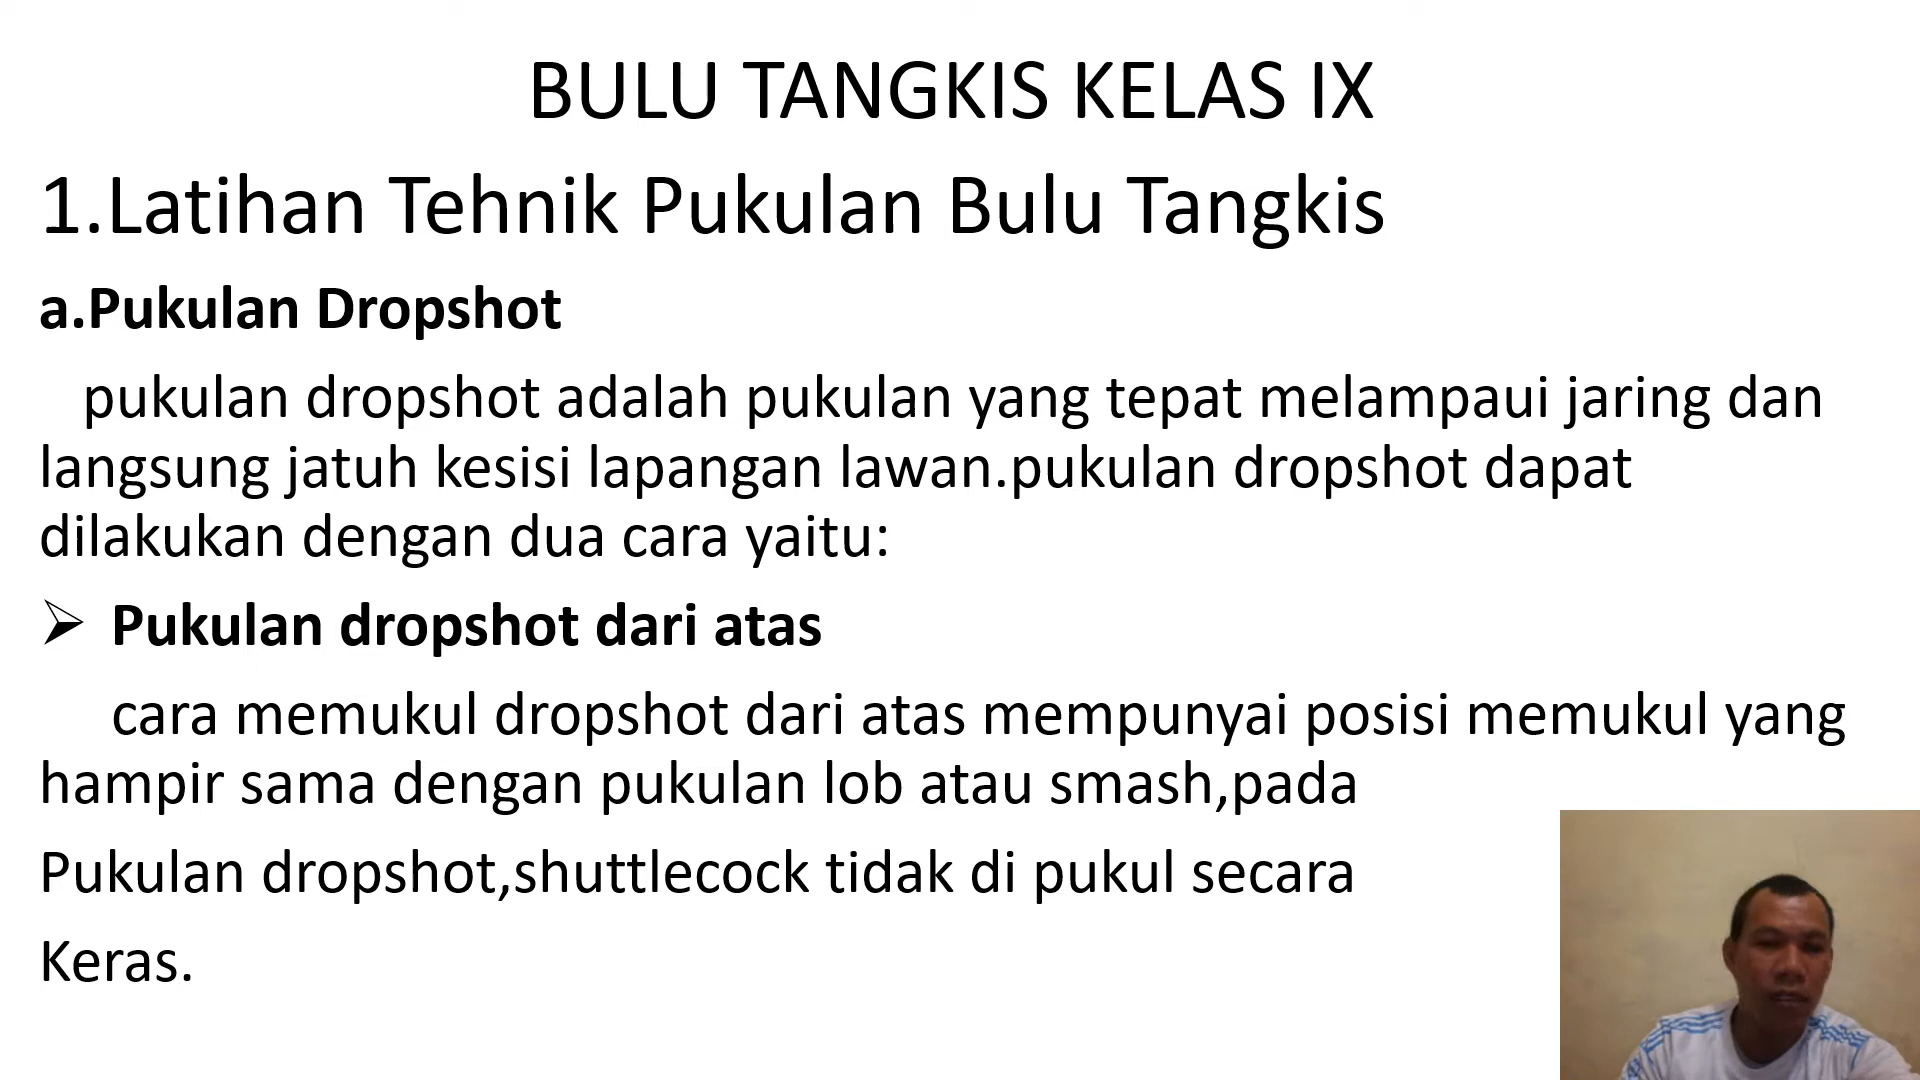 BULU TANGKIS KELAS IX
1.Latihan Tehnik Pukulan Bulu Tangkis
a.Pukulan Dropshot
pukulan dropshot adalah pukulan yang tepat melampaui jaring dan
langsung jatuh kesisi lapangan lawan.pukulan dropshot dapat
dilakukan dengan dua cara yaitu:
➢ Pukulan dropshot dari atas
cara memukul dropshot dari atas mempunyai posisi memukul yang
hampir sama dengan pukulan lob atau smash,pada
Pukulan dropshot,shuttlecock tidak di pukul secara
Keras.